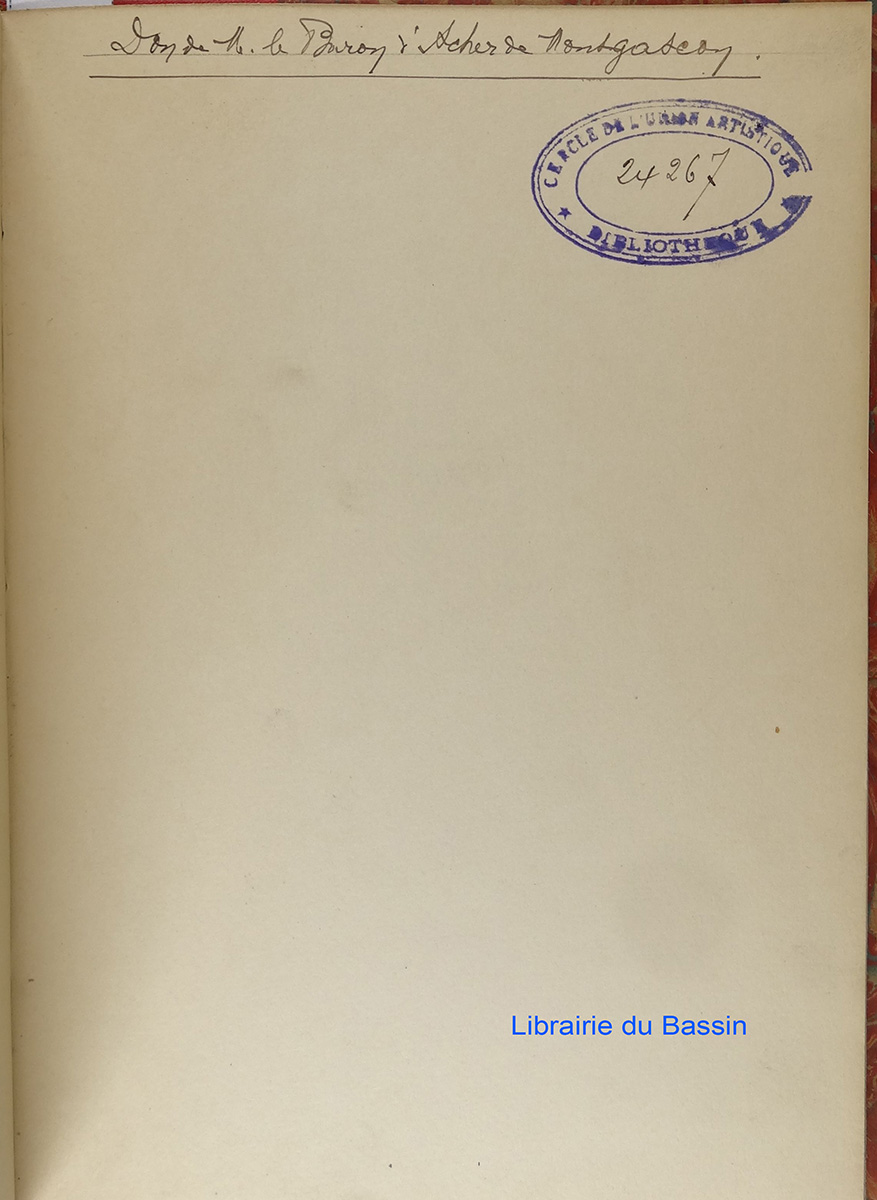 Don de M. le Baron d'Acher de Montgascon.
CERCLE DE L'UNION ARTISTIQUE
24267
BIBLIOTHEQUE
Librairie du Bassin